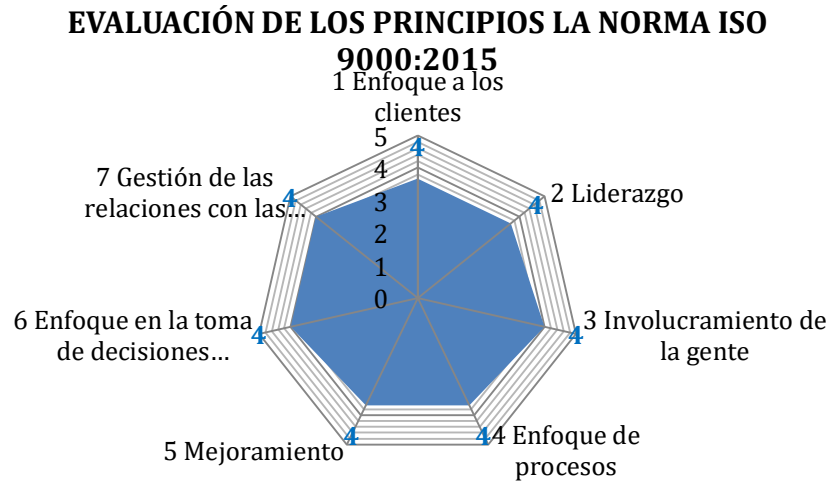 EVALUACIÓN DE LOS PRINCIPIOS LA NORMA ISO
9000:2015
1 Enfoque a los
clientes
5
4
3
2
1
0
4
2 Liderazgo
4
3 Involucramiento de
la gente
4
4 Enfoque de
procesos
4
5 Mejoramiento
4
6 Enfoque en la toma
de decisiones...
4
7 Gestión de las
relaciones con las...
4